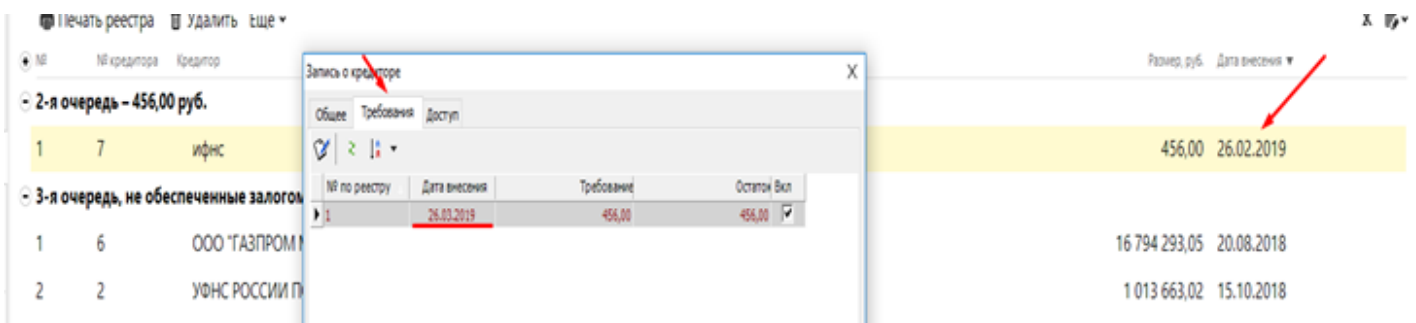 Печать реестра Удалить Еще
№ № кредитора Кредитор Размер, руб. Дата внесения
2-я очередь – 456,00 руб.
1 7 ифнс 456,00 26.02.2019
3-я очередь, не обеспеченные залогом
1 6 ООО "ГАЗПРОМ 16 794 293,05 20.08.2018
2 2 УФНС РОССИИ 1 013 663,02 15.10.2018
Запись о кредиторе X
Общее Требования Доступ
№ по реестру Дата внесения Требование Остаток Вкл
1 26.03.2019 456,00 456,00